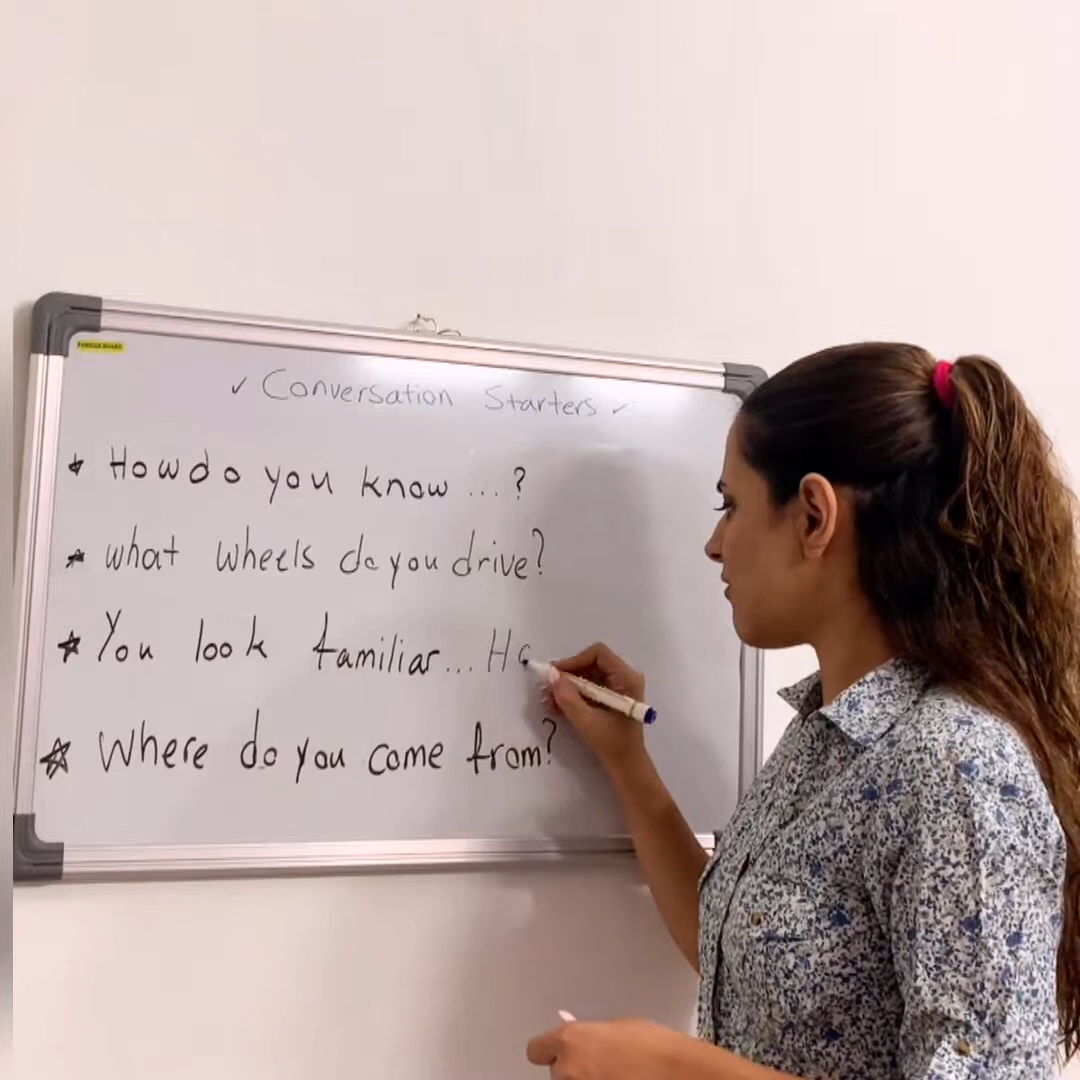 ✓ Conversation Starters ✓
* How do you know ... ?
* what wheels do you drive?
* You look familiar... Ha
* Where do you come from?